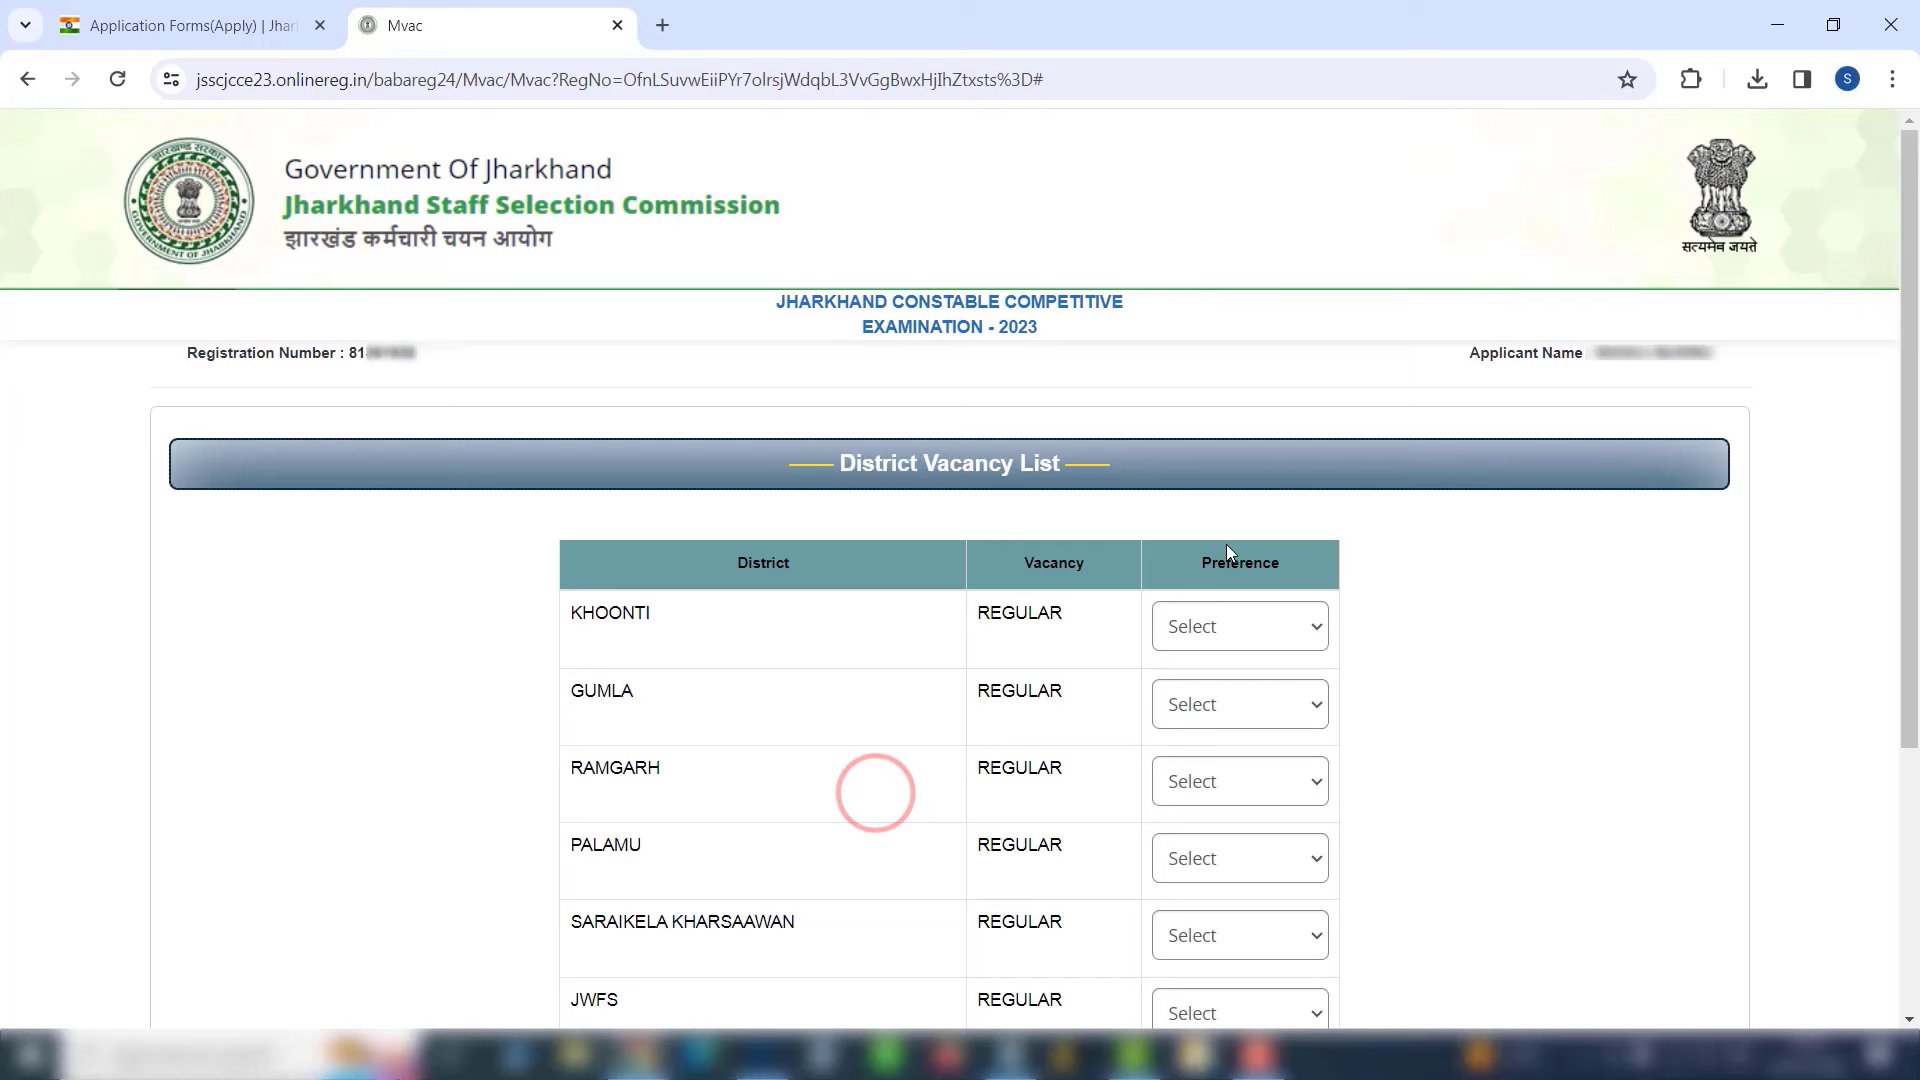 Application Forms(Apply) | Jhar
Mvac
jsscjcce23.onlinereg.in/babareg24/Mvac/Mvac?RegNo=OfnLSuvwEiiPYr7olrsjWdqbL3VvGgBwxHjIhZtxsts%3D#
S
Government Of Jharkhand
Jharkhand Staff Selection Commission
झारखंड कर्मचारी चयन आयोग
सत्यमेव जयते
JHARKHAND CONSTABLE COMPETITIVE
EXAMINATION - 2023
Registration Number : 81
Applicant Name
District Vacancy List
District Vacancy Preference
KHOONTI REGULAR Select
GUMLA REGULAR Select
RAMGARH REGULAR Select
PALAMU REGULAR Select
SARAIKELA KHARSAAWAN REGULAR Select
JWFS REGULAR Select